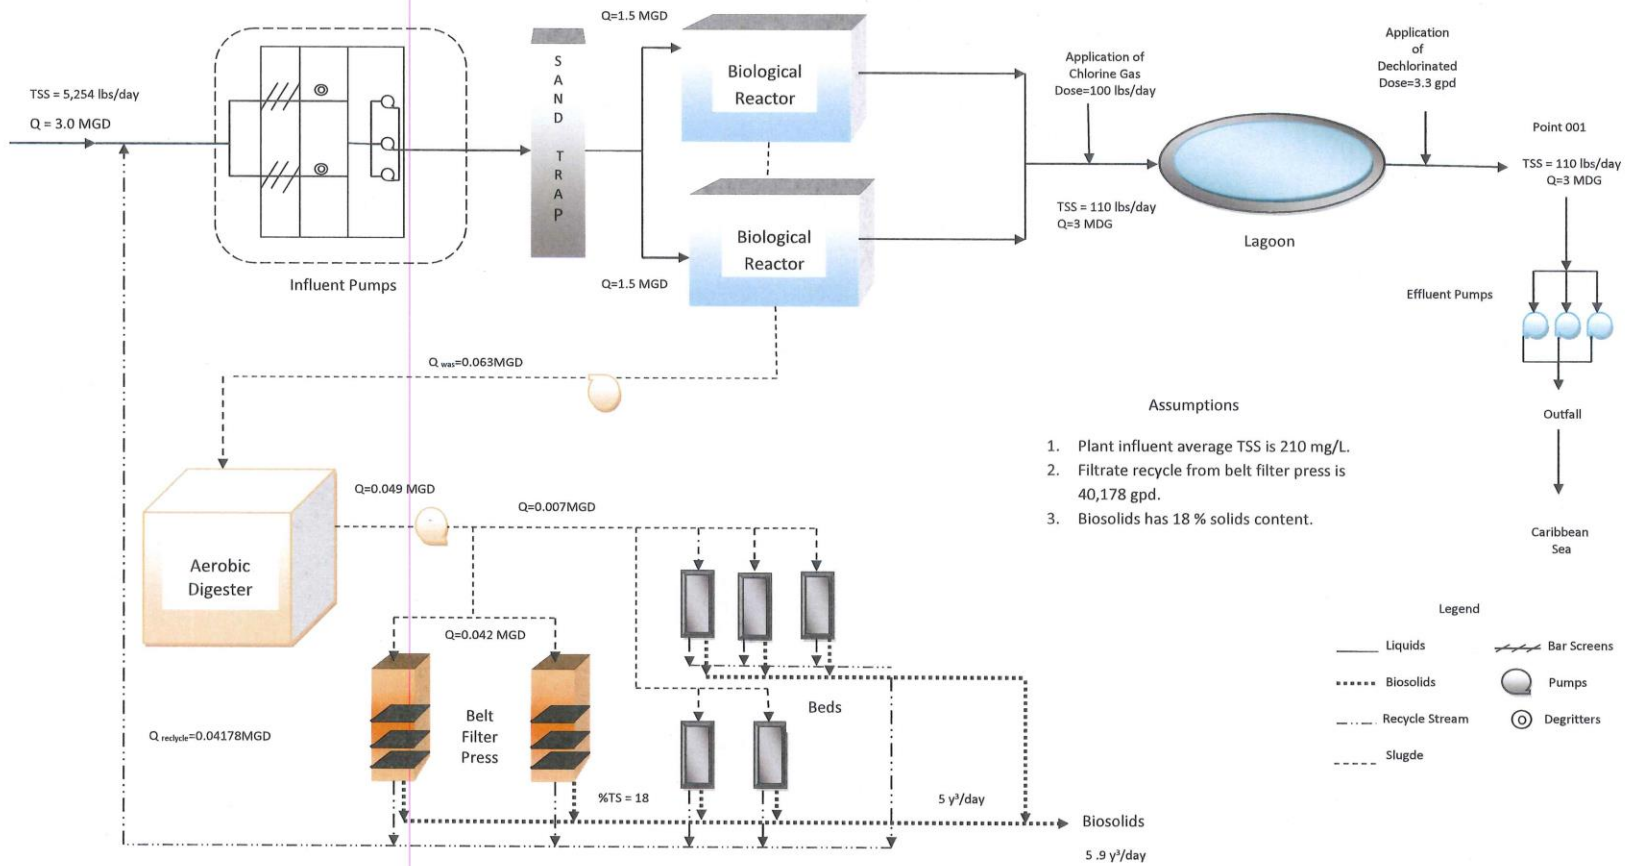 TSS = 5,254 lbs/day
Q = 3.0 MGD
Influent Pumps
SAND TRAP
Q=1.5 MGD
Biological
Reactor
Biological
Reactor
Q=1.5 MGD
Application of
Chlorine Gas
Dose=100 lbs/day
TSS = 110 lbs/day
Q=3 MDG
Lagoon
Application
of
Dechlorinated
Dose=3.3 gpd
Point 001
TSS = 110 lbs/day
Q=3 MDG
Effluent Pumps
Outfall
Caribbean
Sea
Q was=0.063MGD
Assumptions
1. Plant influent average TSS is 210 mg/L.
2. Filtrate recycle from belt filter press is
40,178 gpd.
3. Biosolids has 18 % solids content.
Aerobic
Digester
Q=0.049 MGD
Q=0.007MGD
Q=0.042 MGD
Belt
Filter
Press
Beds
Q reclycle=0.04178MGD
%TS = 18
5 y³/day
Biosolids
5 .9 y³/day
Legend
Liquids
Bar Screens
Biosolids
Pumps
Recycle Stream
Degritters
Slugde